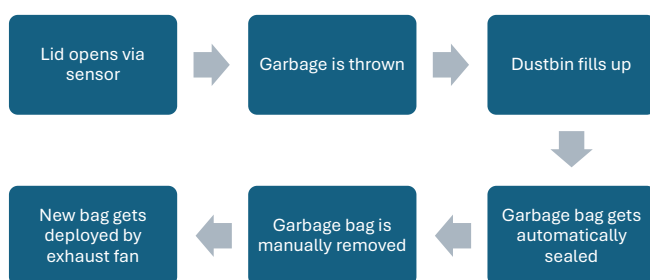 Lid opens via
sensor
Garbage is thrown
Dustbin fills up
Garbage bag gets
automatically
sealed
Garbage bag is
manually removed
New bag gets
deployed by
exhaust fan